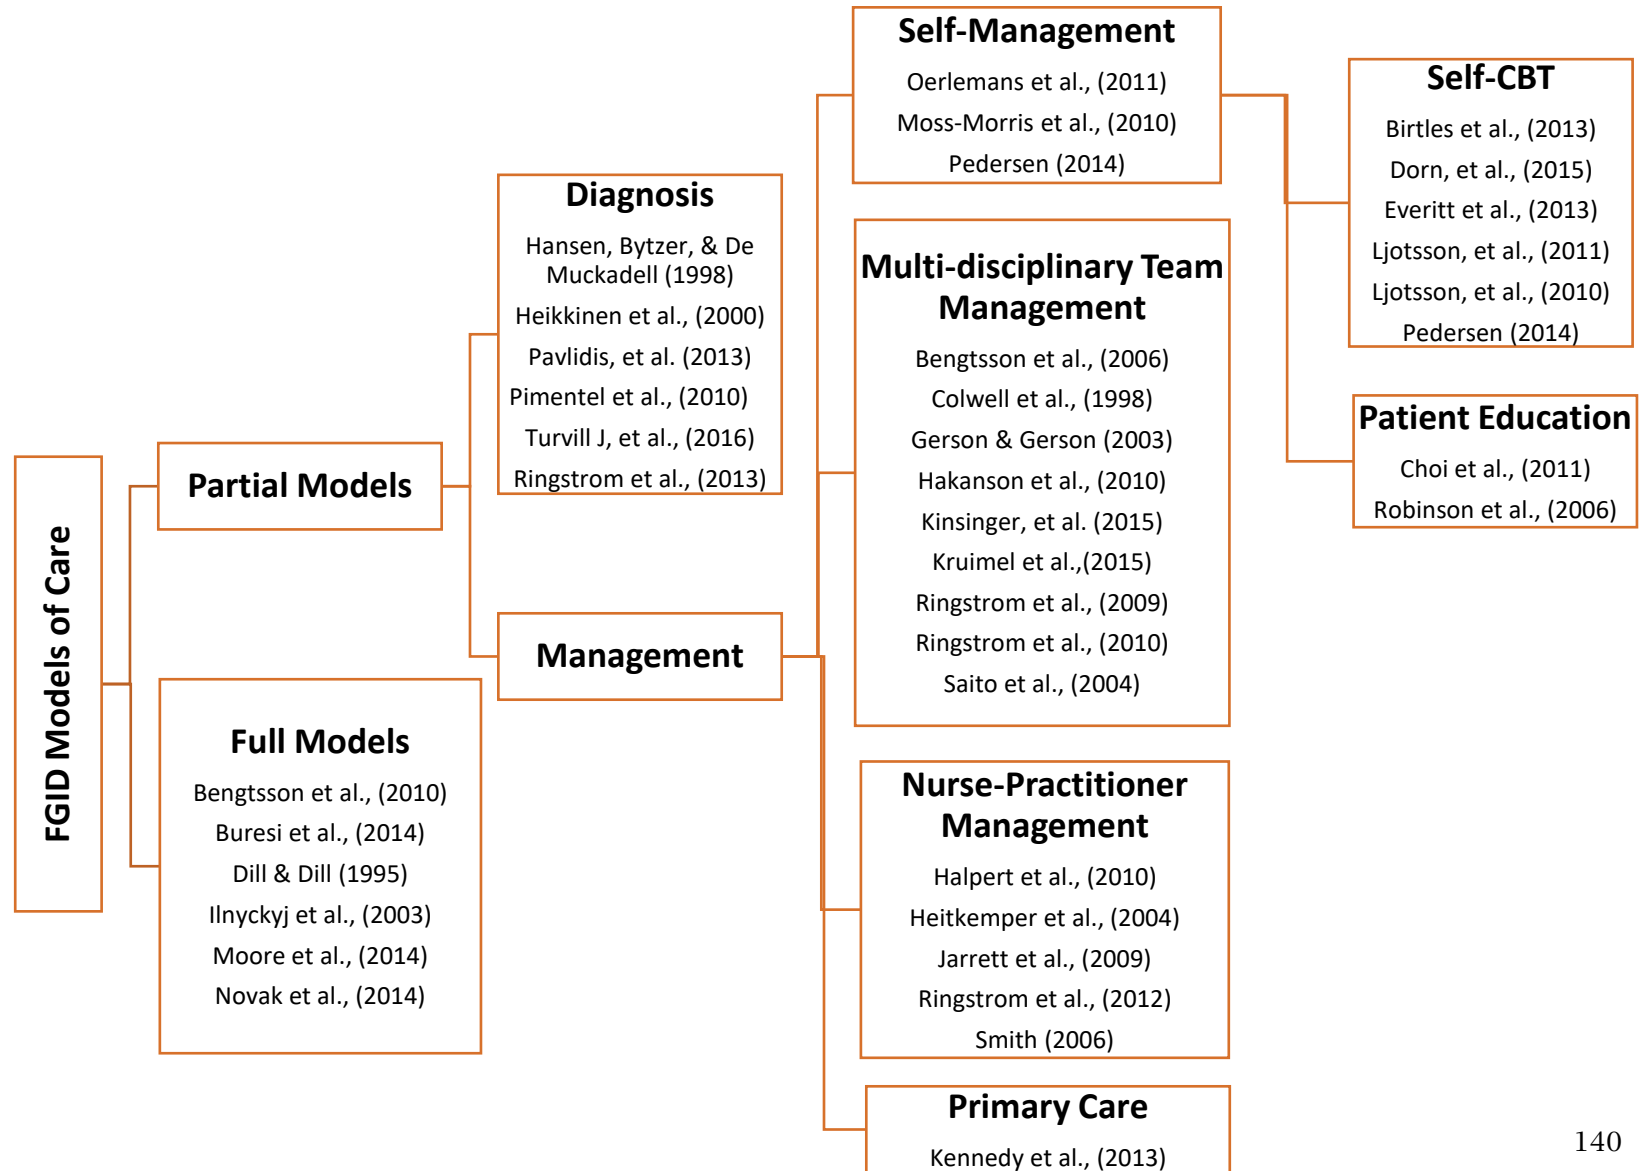 FGID Models of Care
Partial Models
Full Models
Bengtsson et al., (2010)
Buresi et al., (2014)
Dill & Dill (1995)
Ilnyckyj et al., (2003)
Moore et al., (2014)
Novak et al., (2014)
Diagnosis
Hansen, Bytzer, & De
Muckadell (1998)
Heikkinen et al., (2000)
Pavlidis, et al. (2013)
Pimentel et al., (2010)
Turvill J, et al., (2016)
Ringstrom et al., (2013)
Management
Self-Management
Oerlemans et al., (2011)
Moss-Morris et al., (2010)
Pedersen (2014)
Multi-disciplinary Team
Management
Bengtsson et al., (2006)
Colwell et al., (1998)
Gerson & Gerson (2003)
Hakanson et al., (2010)
Kinsinger, et al. (2015)
Kruimel et al.,(2015)
Ringstrom et al., (2009)
Ringstrom et al., (2010)
Saito et al., (2004)
Nurse-Practitioner
Management
Halpert et al., (2010)
Heitkemper et al., (2004)
Jarrett et al., (2009)
Ringstrom et al., (2012)
Smith (2006)
Primary Care
Kennedy et al., (2013)
Self-CBT
Birtles et al., (2013)
Dorn, et al., (2015)
Everitt et al., (2013)
Ljotsson, et al., (2011)
Ljotsson, et al., (2010)
Pedersen (2014)
Patient Education
Choi et al., (2011)
Robinson et al., (2006)
140